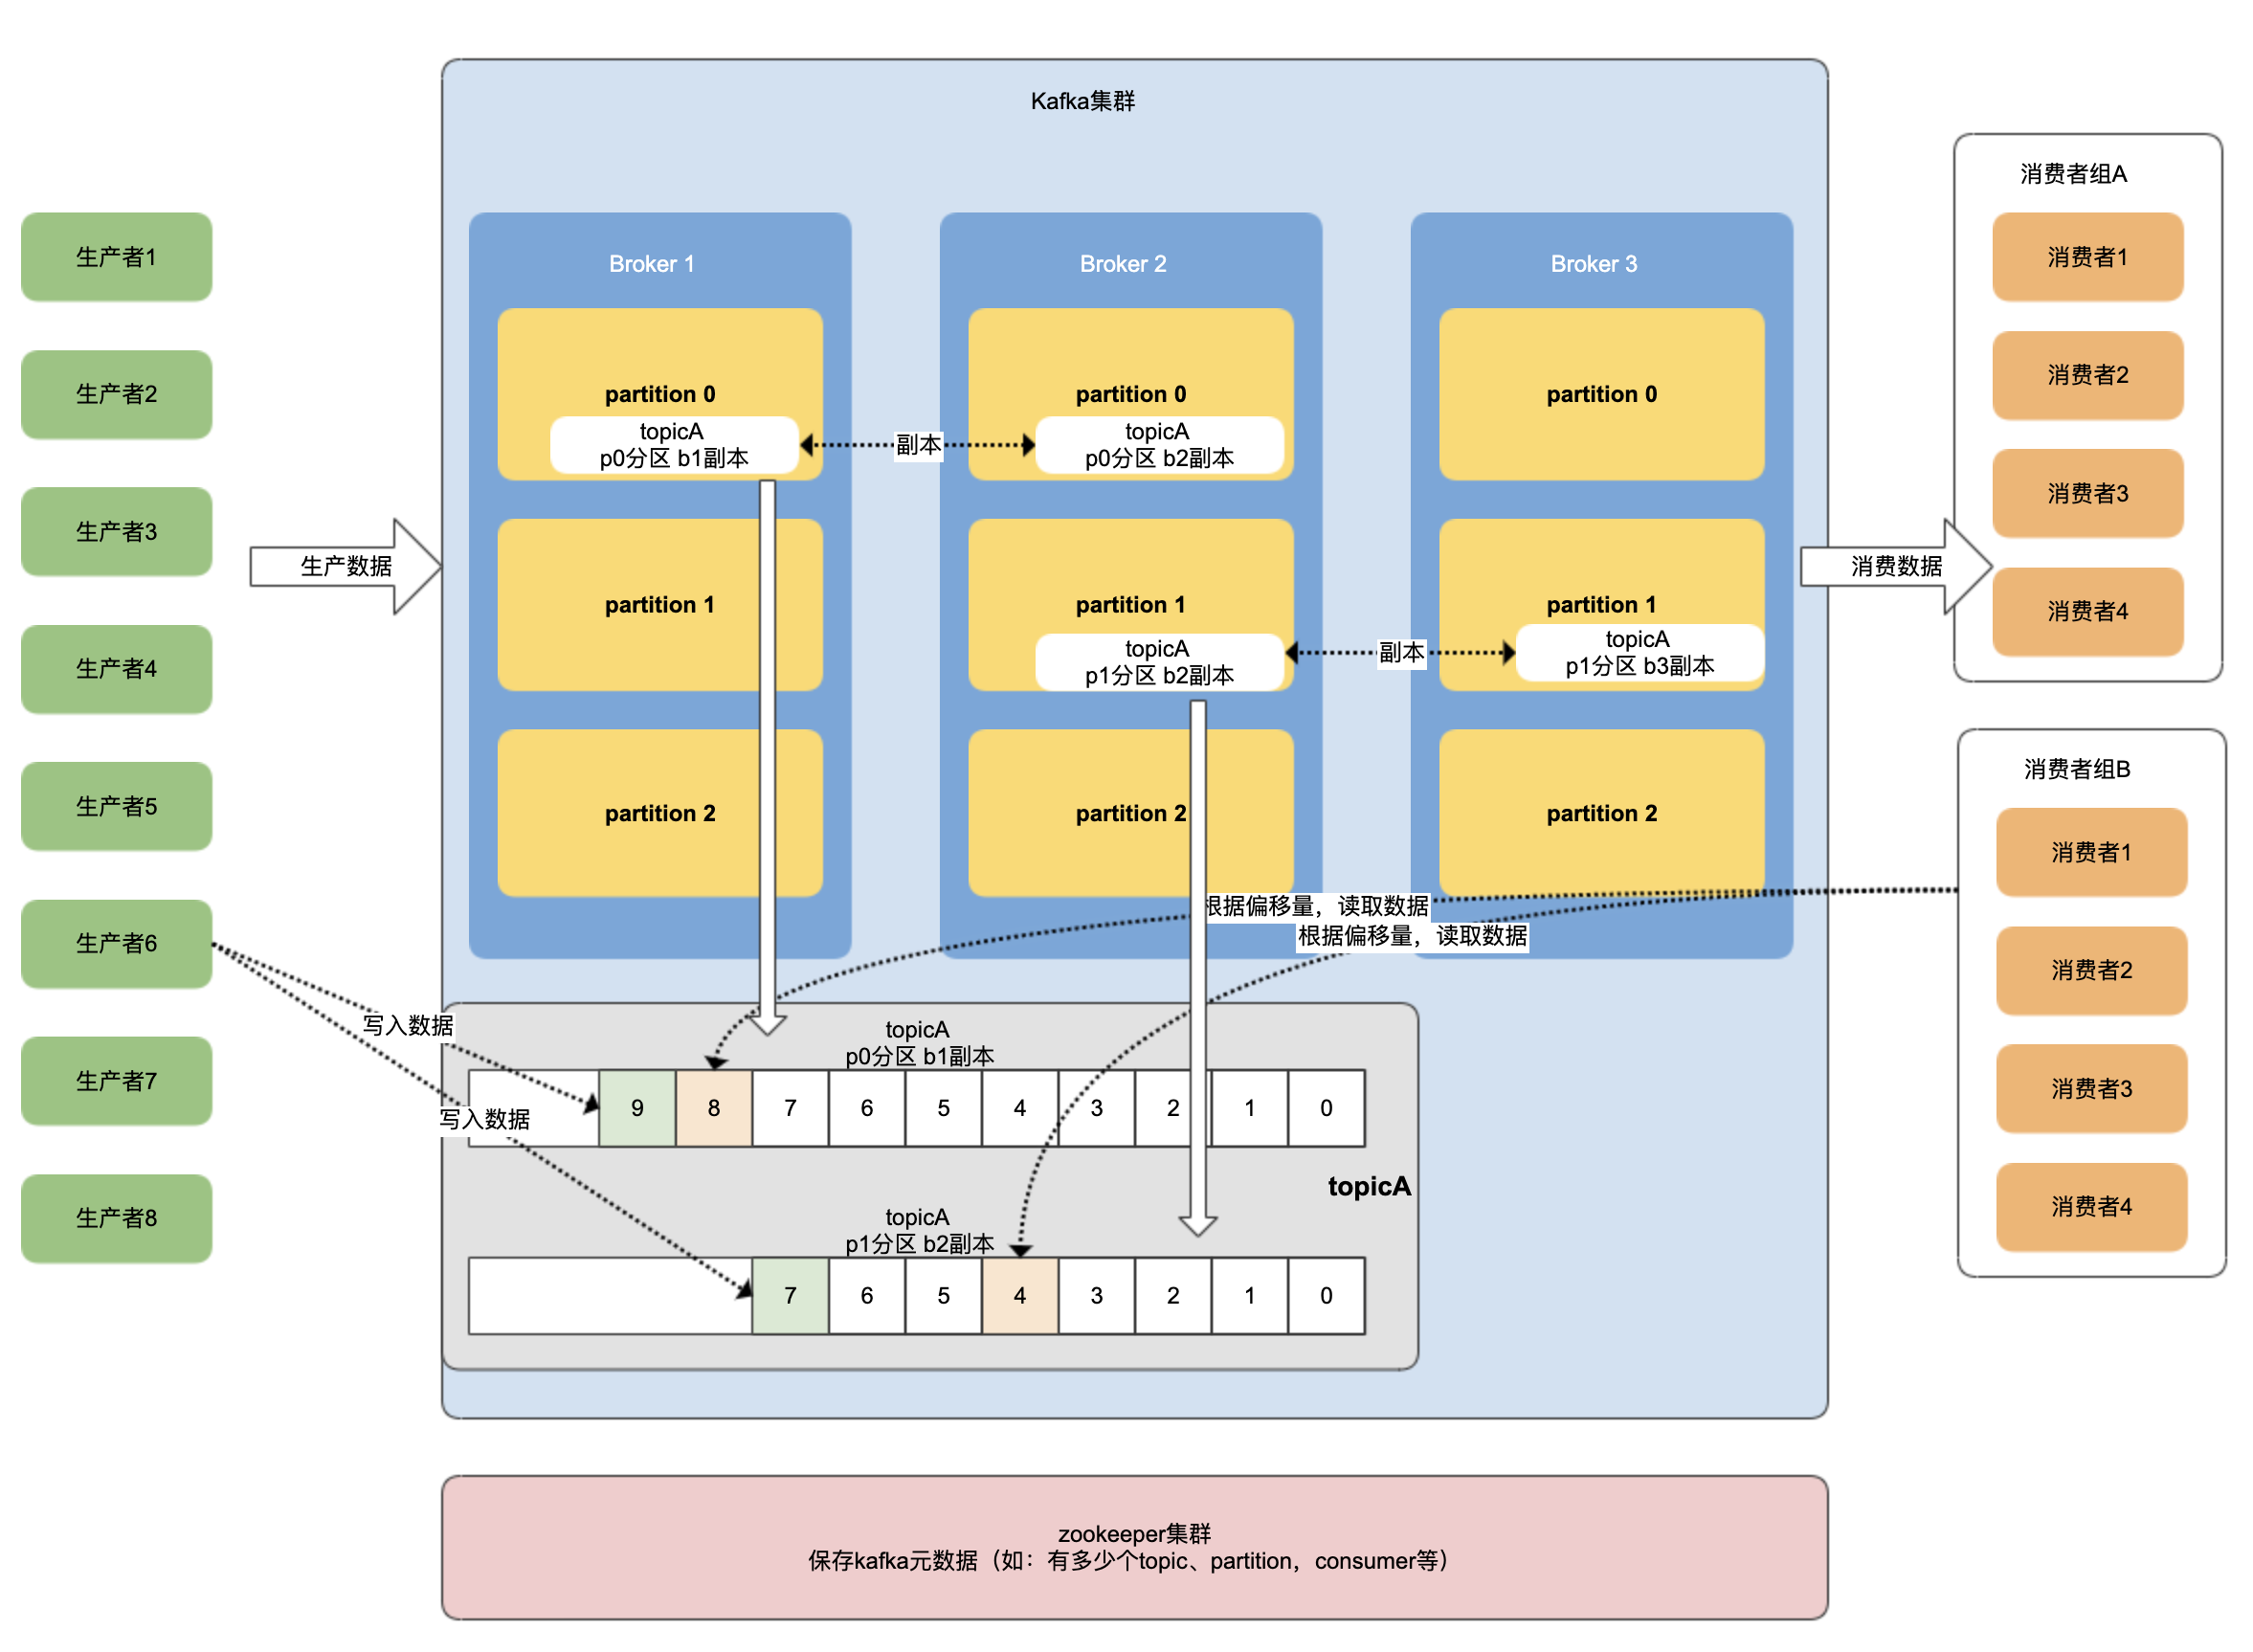 Kafka集群
生产者1
生产者2
生产者3
生产者4
生产者5
生产者6
生产者7
生产者8
生产数据
Broker 1
partition 0
topicA
p0分区 b1副本
partition 1
partition 2
副本
Broker 2
partition 0
topicA
p0分区 b2副本
partition 1
topicA
p1分区 b2副本
partition 2
副本
Broker 3
partition 0
partition 1
topicA
p1分区 b3副本
partition 2
消费数据
消费者组A
消费者1
消费者2
消费者3
消费者4
消费者组B
消费者1
消费者2
消费者3
消费者4
根据偏移量，读取数据
根据偏移量，读取数据
写入数据
写入数据
topicA
p0分区 b1副本
9 8 7 6 5 4 3 2 1 0
topicA
topicA
p1分区 b2副本
7 6 5 4 3 2 1 0
zookeeper集群
保存kafka元数据（如：有多少个topic、partition，consumer等）